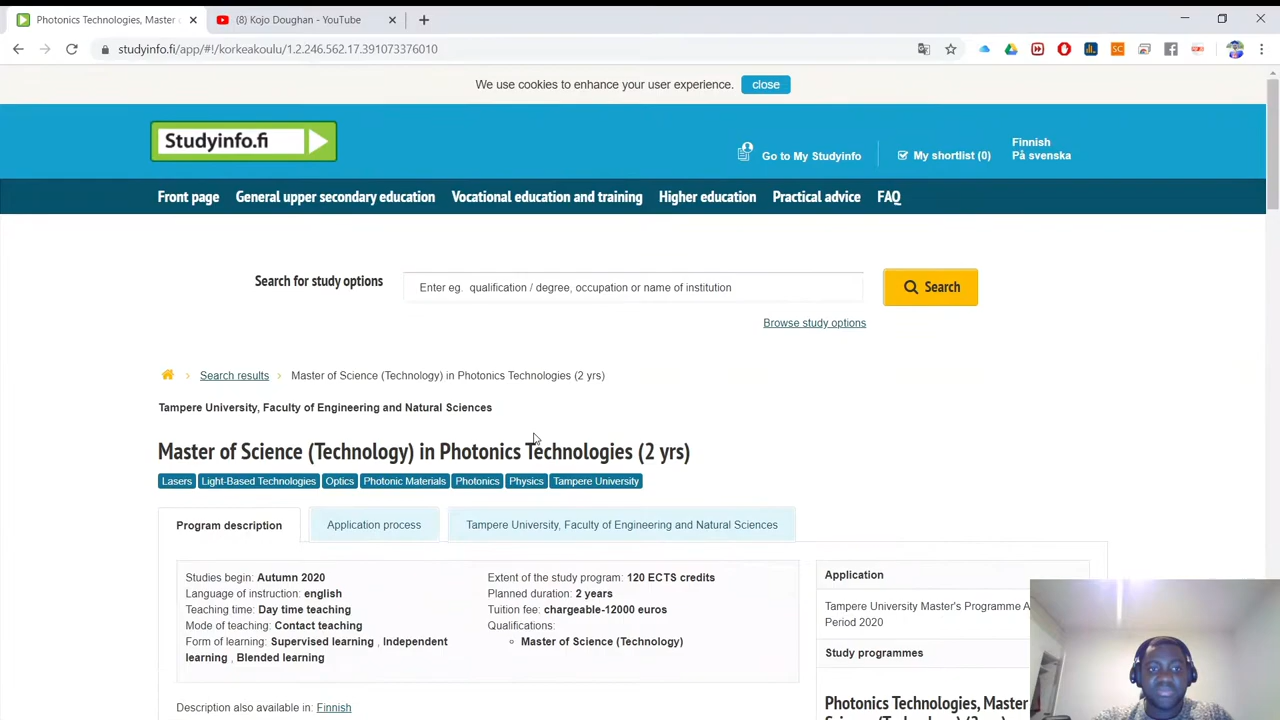 Photonics Technologies, Master
(8) Kojo Doughan - YouTube
studyinfo.fi/app/#!/korkeakoulu/1.2.246.562.17.391073376010
We use cookies to enhance your user experience. close
Studyinfo.fi
Go to My Studyinfo
My shortlist (0)
Finnish
På svenska
Front page General upper secondary education Vocational education and training Higher education Practical advice FAQ
Search for study options Enter eg. qualification / degree, occupation or name of institution Search
Browse study options
Search results Master of Science (Technology) in Photonics Technologies (2 yrs)
Tampere University, Faculty of Engineering and Natural Sciences
Master of Science (Technology) in Photonics Technologies (2 yrs)
Lasers Light-Based Technologies Optics Photonic Materials Photonics Physics Tampere University
Program description Application process Tampere University, Faculty of Engineering and Natural Sciences
Studies begin: Autumn 2020
Language of instruction: english
Teaching time: Day time teaching
Mode of teaching: Contact teaching
Form of learning: Supervised learning , Independent
learning , Blended learning
Extent of the study program: 120 ECTS credits
Planned duration: 2 years
Tuition fee: chargeable-12000 euros
Qualifications:
Master of Science (Technology)
Application
Tampere University Master's Programme A
Period 2020
Study programmes
Photonics Technologies, Master
Description also available in: Finnish